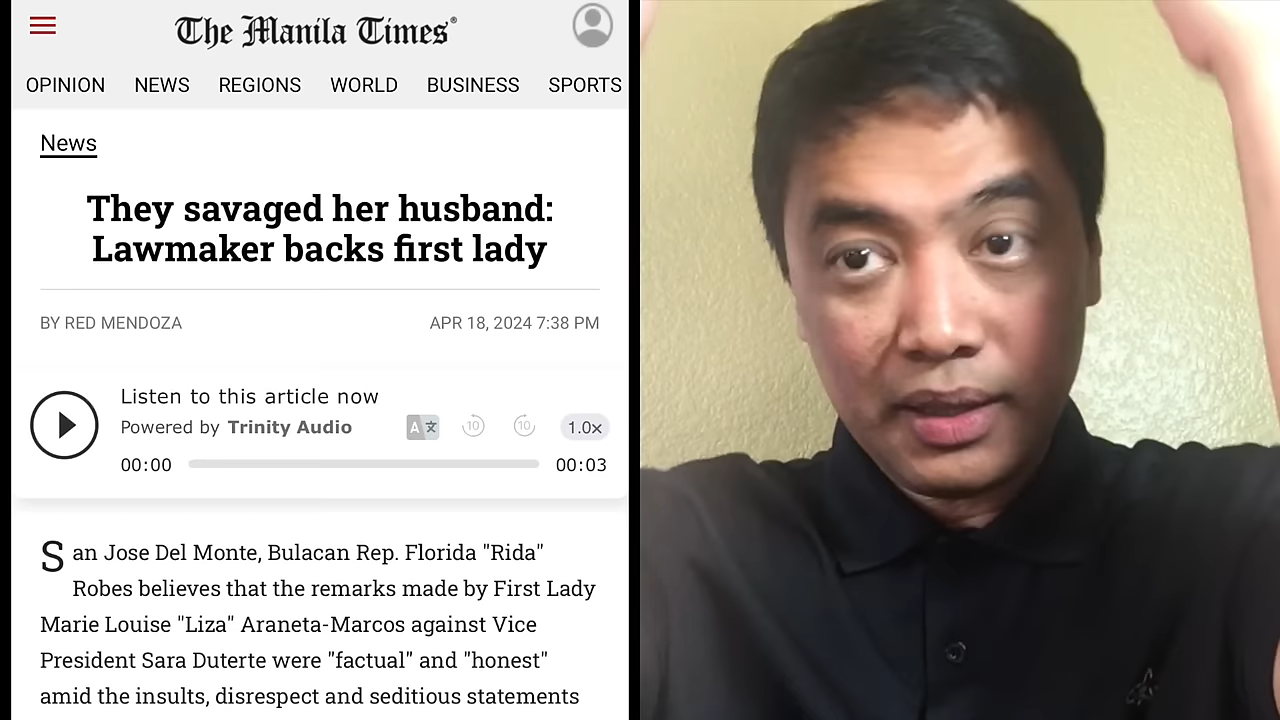 The Manila Times®
OPINION NEWS REGIONS WORLD BUSINESS SPORTS
News
They savaged her husband:
Lawmaker backs first lady
BY RED MENDOZA APR 18, 2024 7:38 PM
Listen to this article now
Powered by Trinity Audio A 文 10 10 1.0x
00:00 00:03
San Jose Del Monte, Bulacan Rep. Florida "Rida"
Robes believes that the remarks made by First Lady
Marie Louise "Liza" Araneta-Marcos against Vice
President Sara Duterte were "factual" and "honest"
amid the insults, disrespect and seditious statements